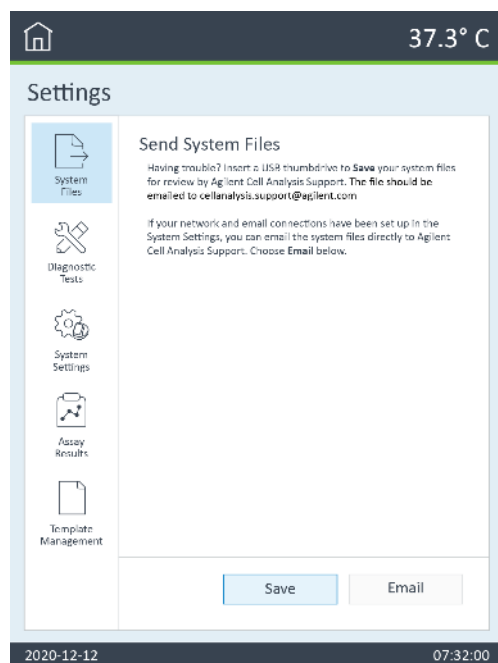 37.3° C
Settings
System
Files
Send System Files
Having trouble? Insert a USB thumbdrive to Save your system files
for review by Agilent Cell Analysis Support. The file should be
emailed to cellanalysis.support@agilent.com
If your network and email connections have been set up in the
System Settings, you can email the system files directly to Agilent
Cell Analysis Support. Choose Email below.
Diagnostic
Tests
System
Settings
Assay
Results
Template
Management
Save
Email
2020-12-12
07:32:00